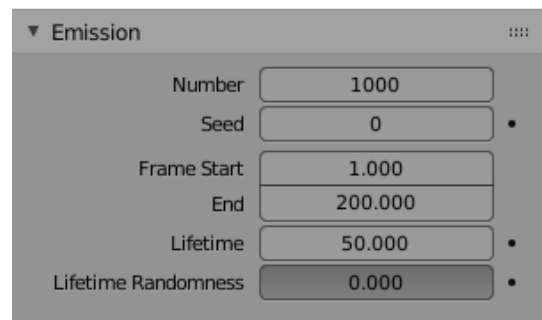 Emission
Number 1000
Seed 0
Frame Start 1.000
End 200.000
Lifetime 50.000
Lifetime Randomness 0.000